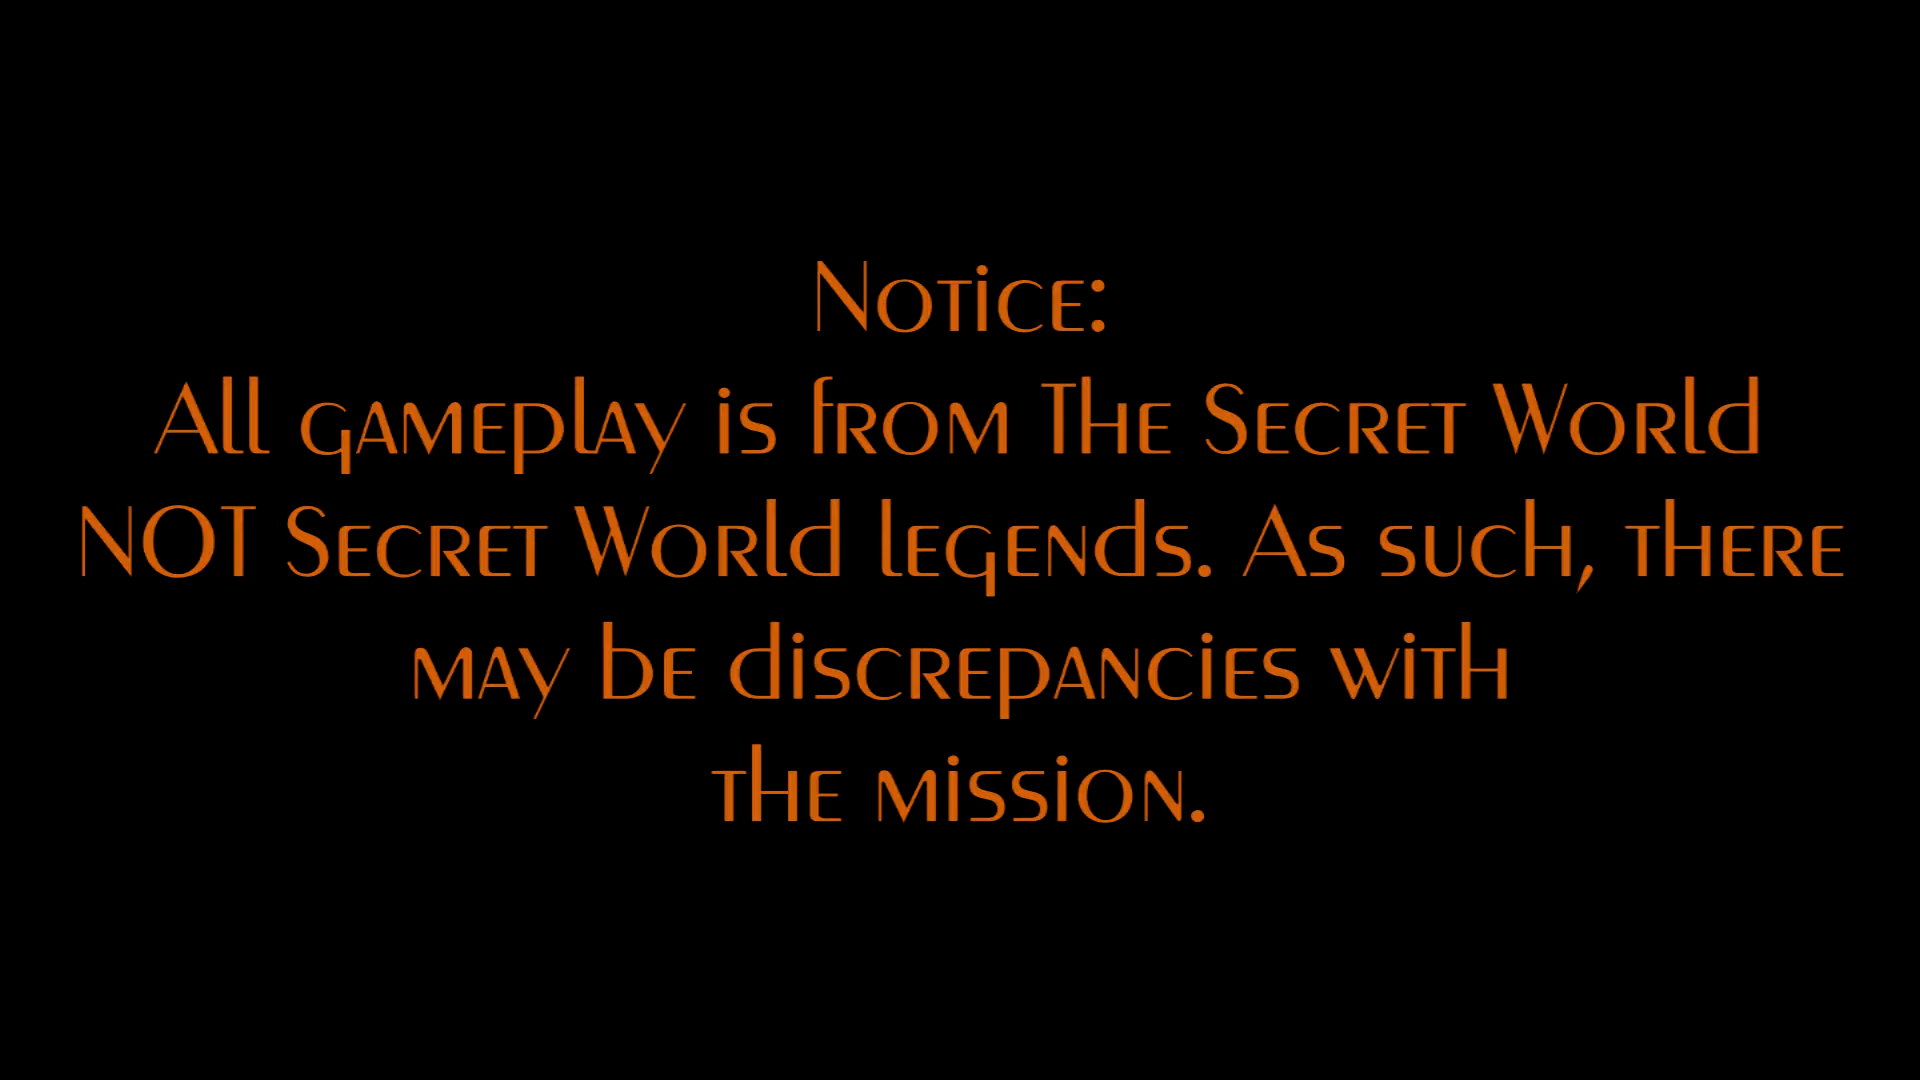 Notice:
All gameplay is from The Secret World
NOT Secret World legends. As such, there
may be discrepancies with
the mission.